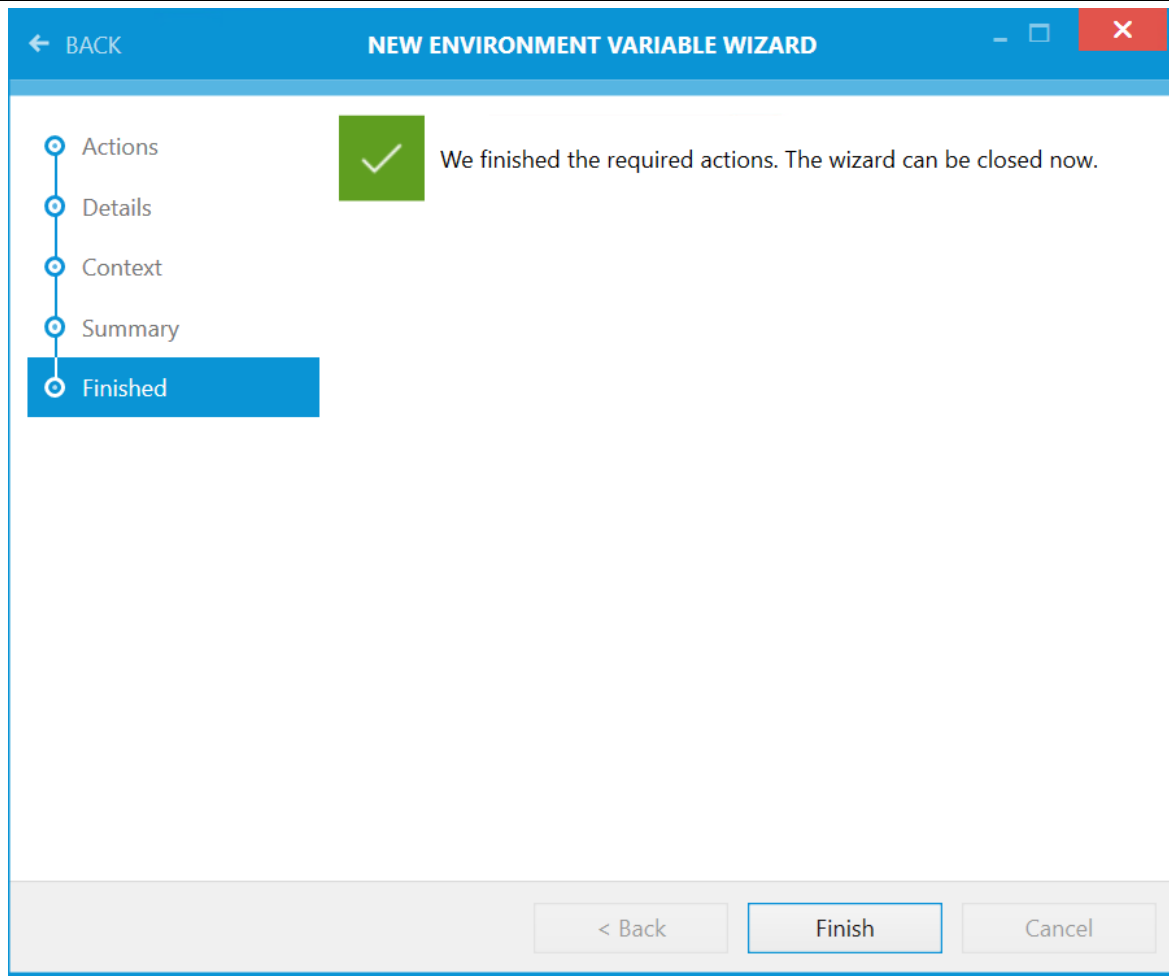 BACK
NEW ENVIRONMENT VARIABLE WIZARD
Actions
Details
Context
Summary
Finished
We finished the required actions. The wizard can be closed now.
< Back
Finish
Cancel